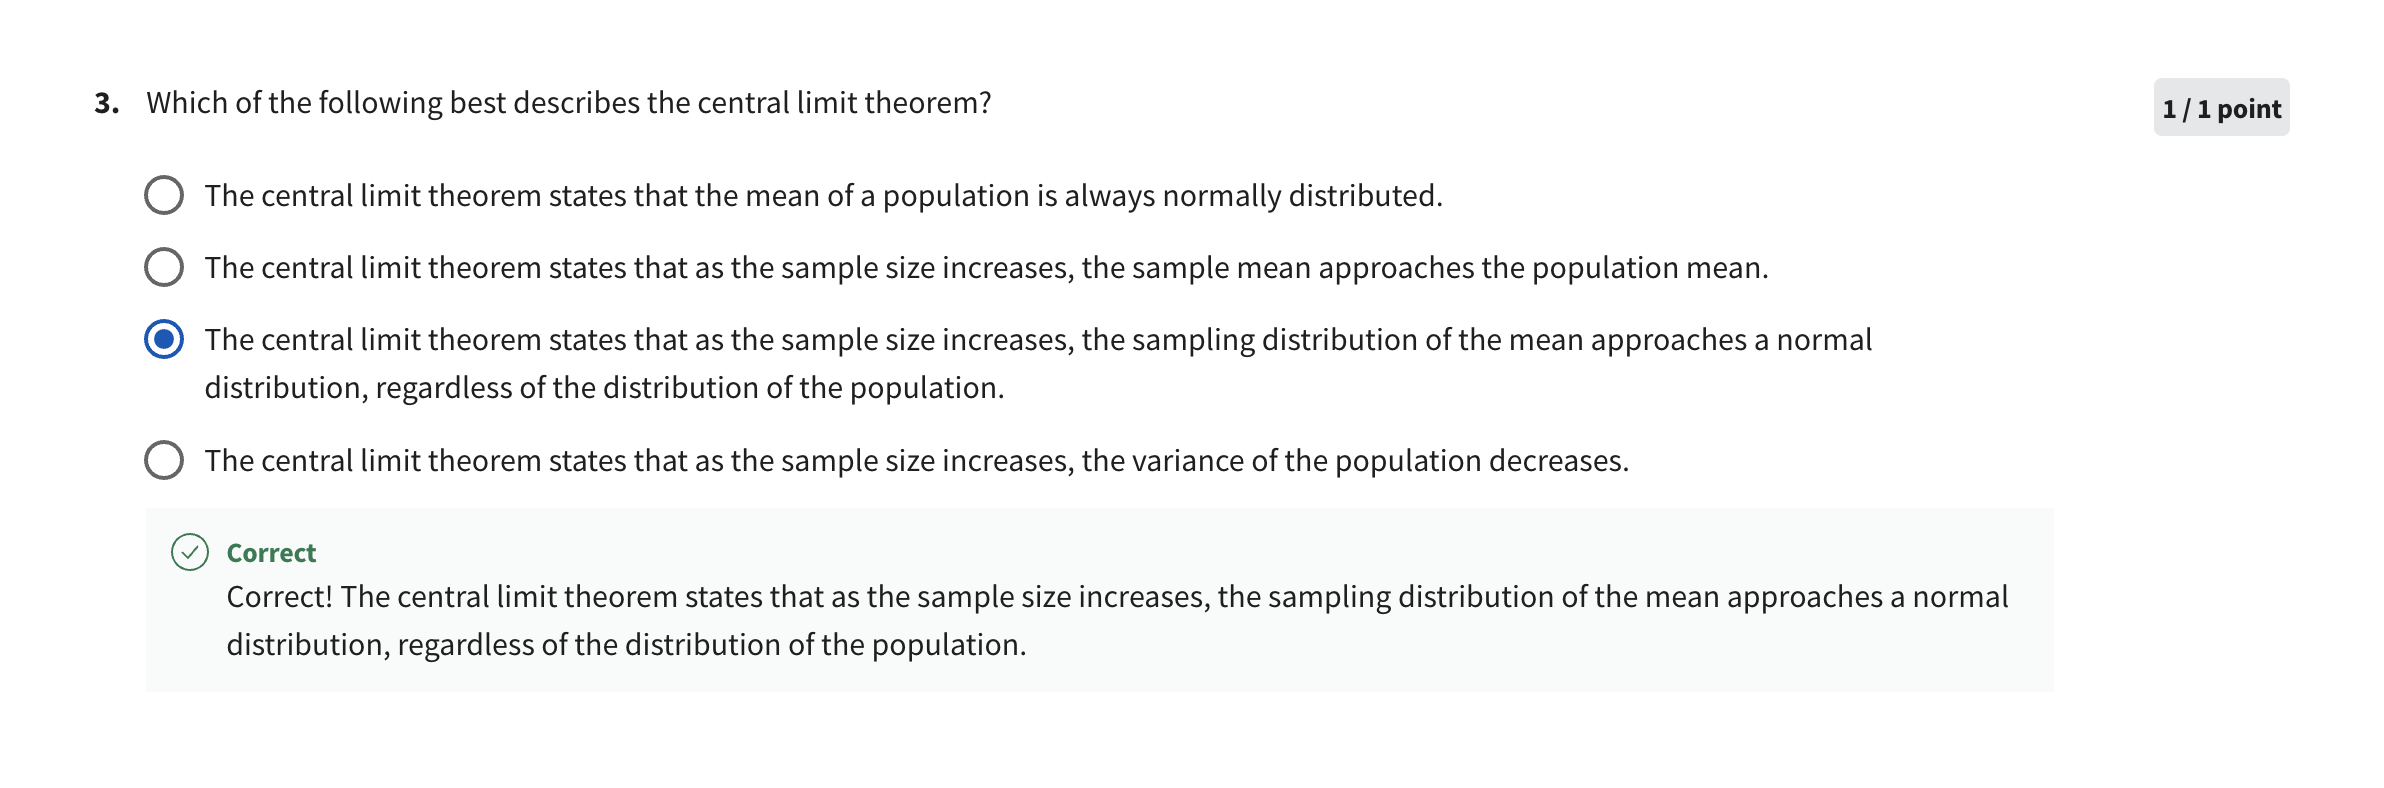 3. Which of the following best describes the central limit theorem?
1 / 1 point
The central limit theorem states that the mean of a population is always normally distributed.
The central limit theorem states that as the sample size increases, the sample mean approaches the population mean.
The central limit theorem states that as the sample size increases, the sampling distribution of the mean approaches a normal
distribution, regardless of the distribution of the population.
The central limit theorem states that as the sample size increases, the variance of the population decreases.
Correct
Correct! The central limit theorem states that as the sample size increases, the sampling distribution of the mean approaches a normal
distribution, regardless of the distribution of the population.